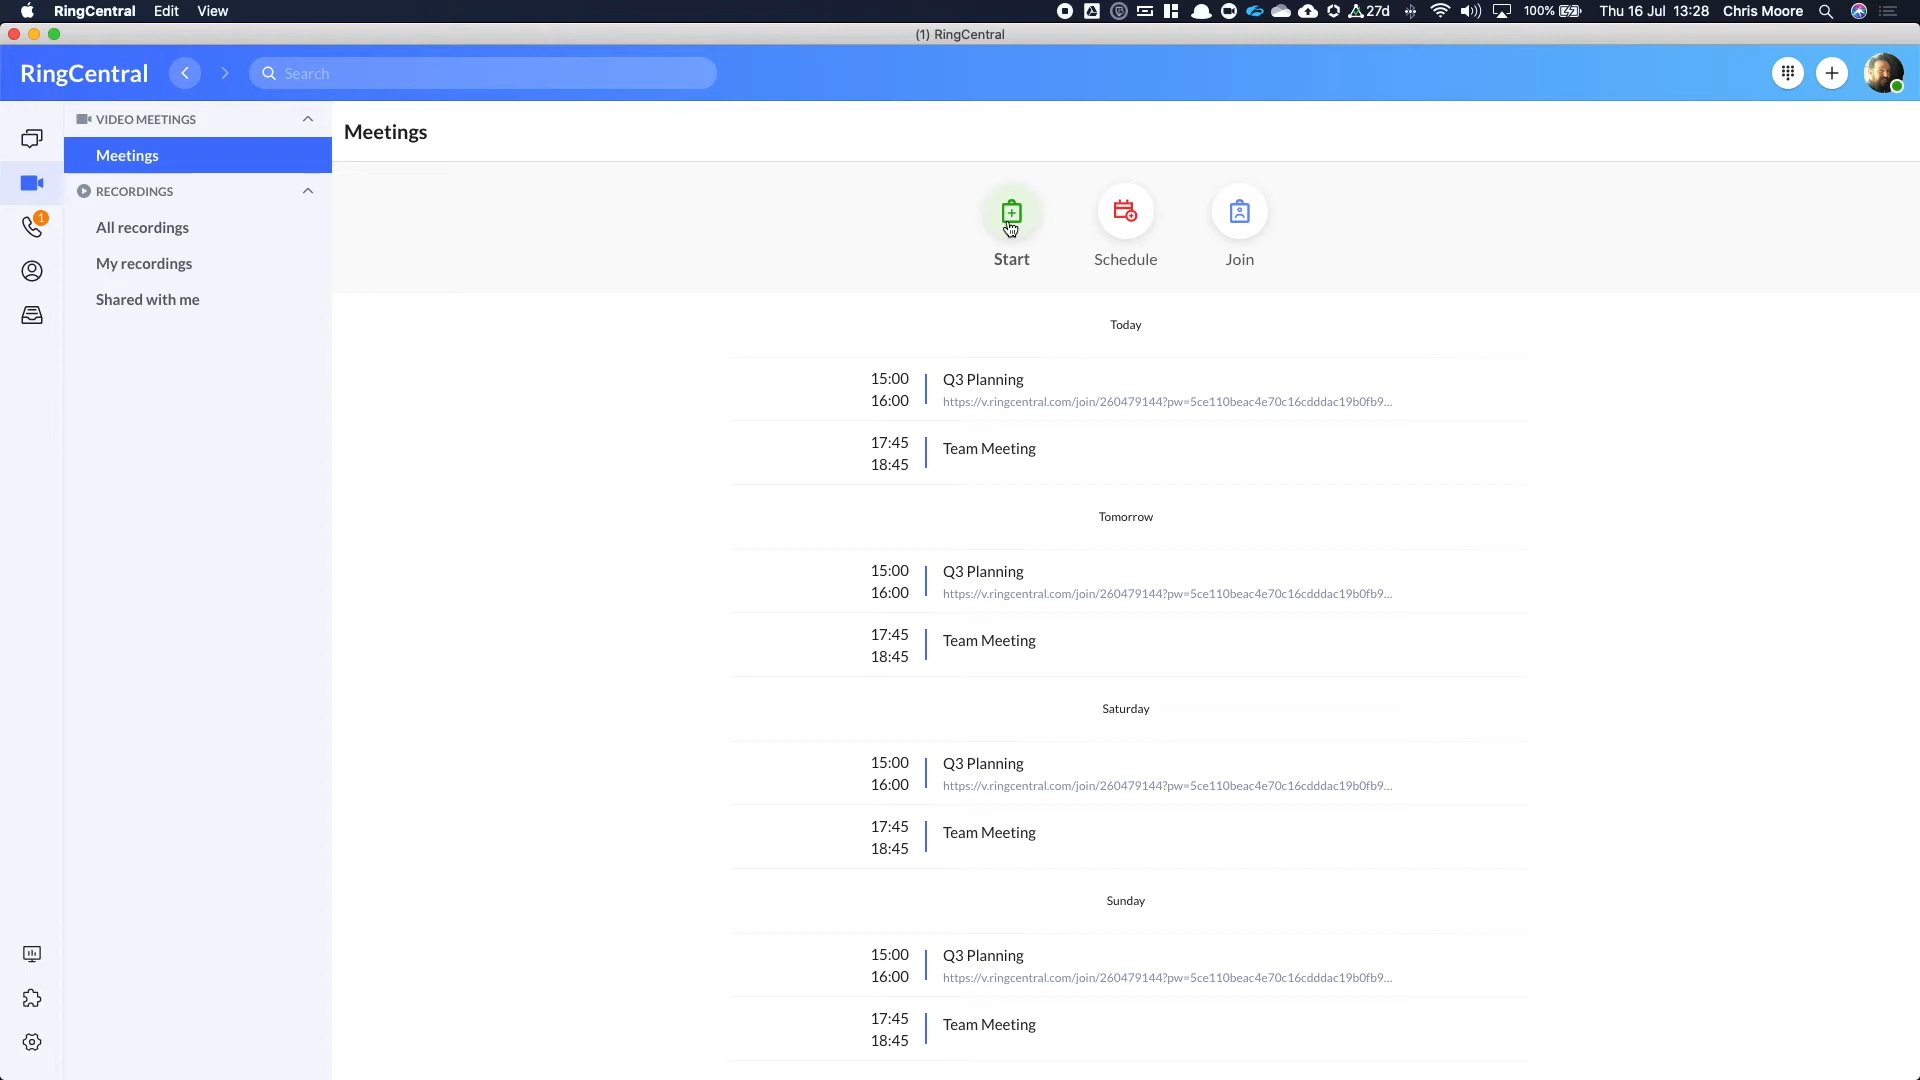 RingCentral Edit View
27d 100% Thu 16 Jul 13:28 Chris Moore
(1) RingCentral
RingCentral
Search
VIDEO MEETINGS
Meetings
RECORDINGS
All recordings
My recordings
Shared with me
1
Meetings
Start Schedule Join
Today
15:00 Q3 Planning
16:00 https://v.ringcentral.com/join/260479144?pw=5ce110beac4e70c16cdddac19b0fb9...
17:45 Team Meeting
18:45
Tomorrow
15:00 Q3 Planning
16:00 https://v.ringcentral.com/join/260479144?pw=5ce110beac4e70c16cdddac19b0fb9...
17:45 Team Meeting
18:45
Saturday
15:00 Q3 Planning
16:00 https://v.ringcentral.com/join/260479144?pw=5ce110beac4e70c16cdddac19b0fb9...
17:45 Team Meeting
18:45
Sunday
15:00 Q3 Planning
16:00 https://v.ringcentral.com/join/260479144?pw=5ce110beac4e70c16cdddac19b0fb9...
17:45 Team Meeting
18:45